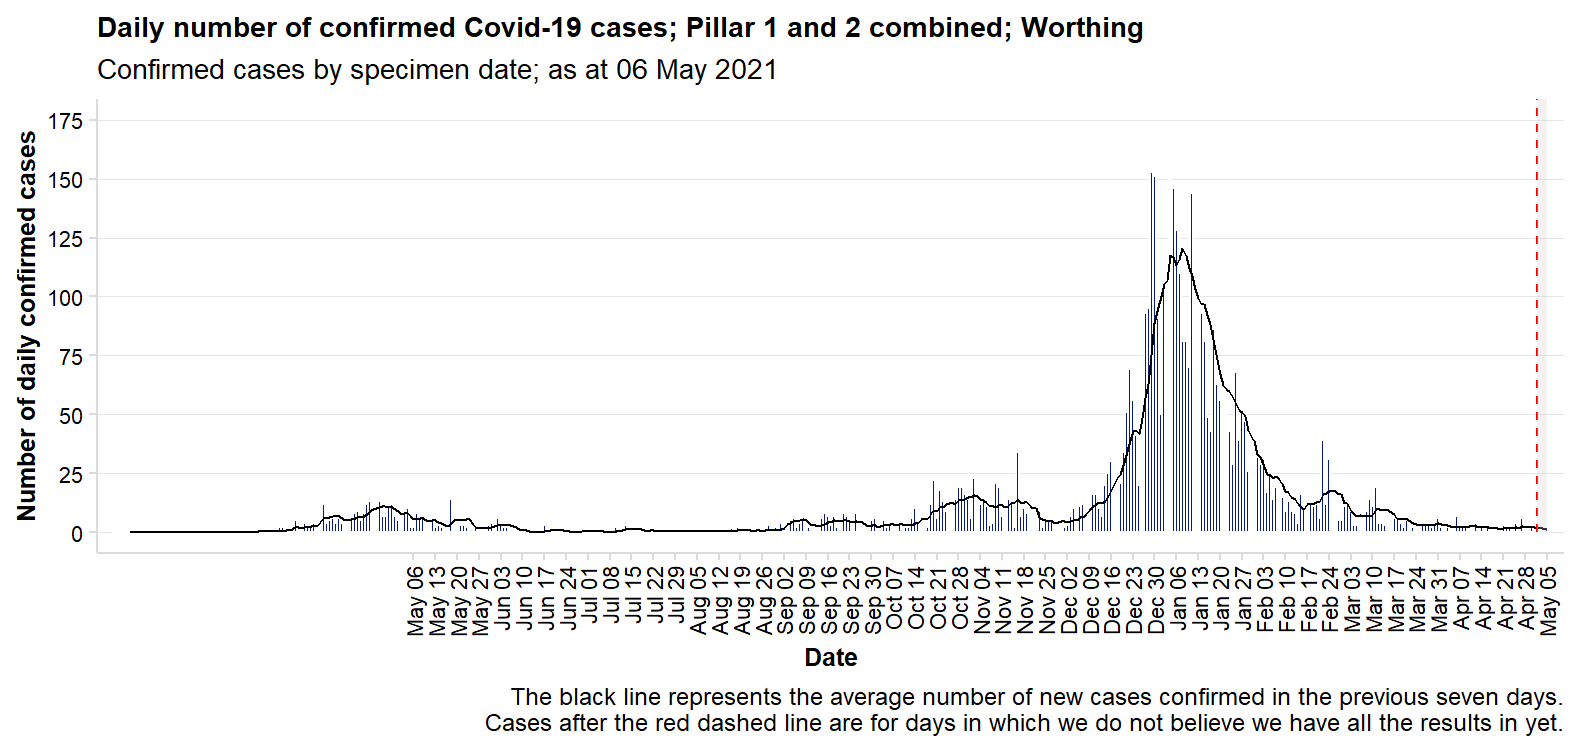 Daily number of confirmed Covid-19 cases; Pillar 1 and 2 combined; Worthing
Confirmed cases by specimen date; as at 06 May 2021
Number of daily confirmed cases
175
150
125
100
75
50
25
0
May 06
May 13
May 20
May 27
Jun 03
Jun 10
Jun 17
Jun 24
Jul 01
Jul 08
Jul 15
Jul 22
Jul 29
Aug 05
Aug 12
Aug 19
Aug 26
Sep 02
Sep 09
Sep 16
Sep 23
Sep 30
Oct 07
Oct 14
Oct 21
Oct 28
Nov 04
Nov 11
Nov 18
Nov 25
Dec 02
Dec 09
Dec 16
Dec 23
Dec 30
Jan 06
Jan 13
Jan 20
Jan 27
Feb 03
Feb 10
Feb 17
Feb 24
Mar 03
Mar 10
Mar 17
Mar 24
Mar 31
Apr 07
Apr 14
Apr 21
Apr 28
May 05
Date
The black line represents the average number of new cases confirmed in the previous seven days.
Cases after the red dashed line are for days in which we do not believe we have all the results in yet.